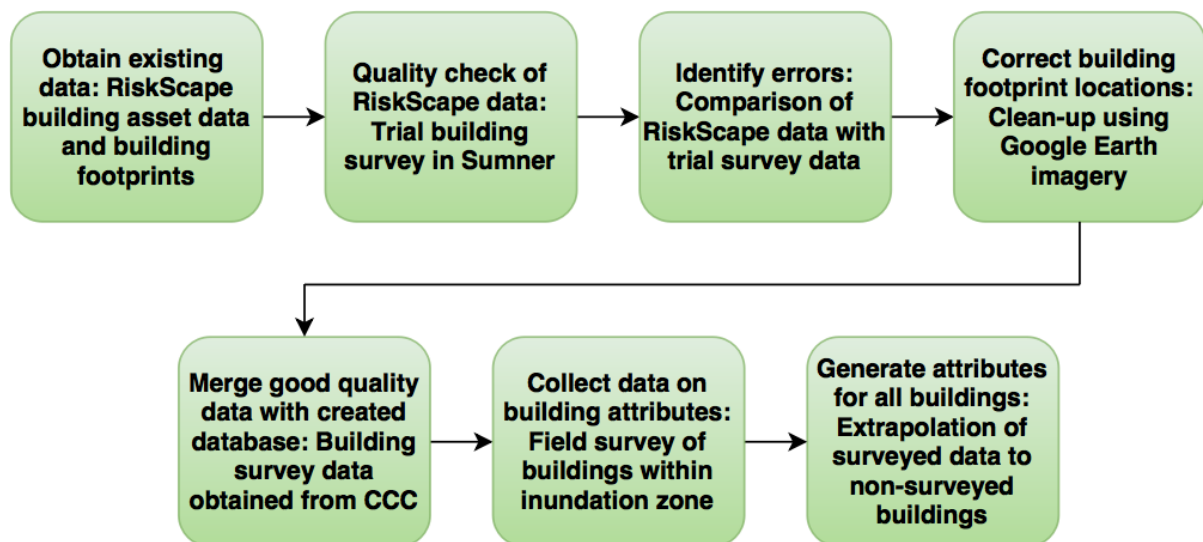 Obtain existing
data: RiskScape
building asset data
and building
footprints
Quality check of
RiskScape data:
Trial building
survey in Sumner
Identify errors:
Comparison of
RiskScape data with
trial survey data
Correct building
footprint locations:
Clean-up using
Google Earth
imagery
Merge good quality
data with created
database: Building
survey data
obtained from CCC
Collect data on
building attributes:
Field survey of
buildings within
inundation zone
Generate attributes
for all buildings:
Extrapolation of
surveyed data to
non-surveyed
buildings